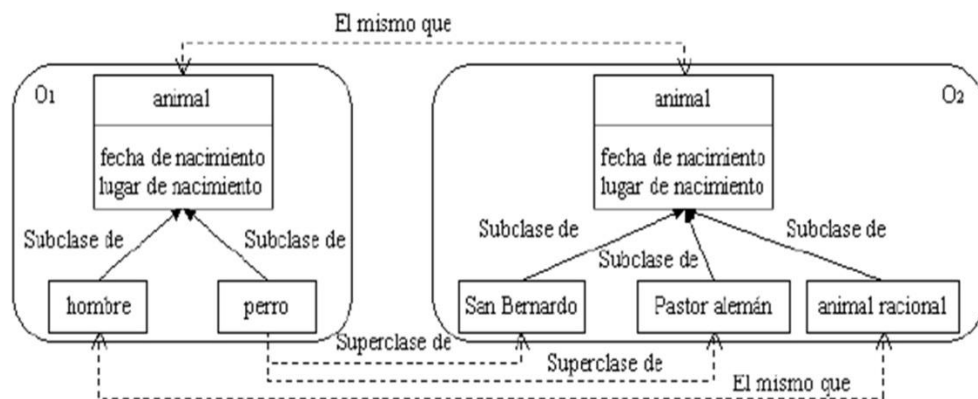 El mismo que
O1
animal
fecha de nacimiento
lugar de nacimiento
Subclase de
Subclase de
hombre
perro
O2
animal
fecha de nacimiento
lugar de nacimiento
Subclase de
Subclase de
Subclase de
San Bernardo
Pastor alemán
animal racional
Superclase de
Superclase de
El mismo que